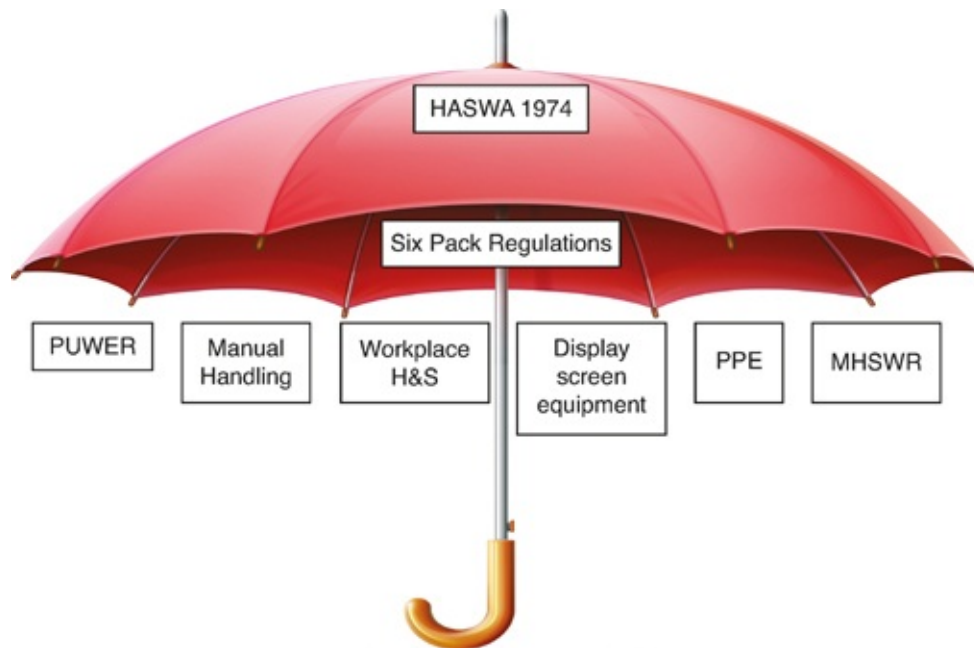 HASWA 1974
Six Pack Regulations
PUWER
Manual
Handling
Workplace
H&S
Display
screen
equipment
PPE
MHSWR